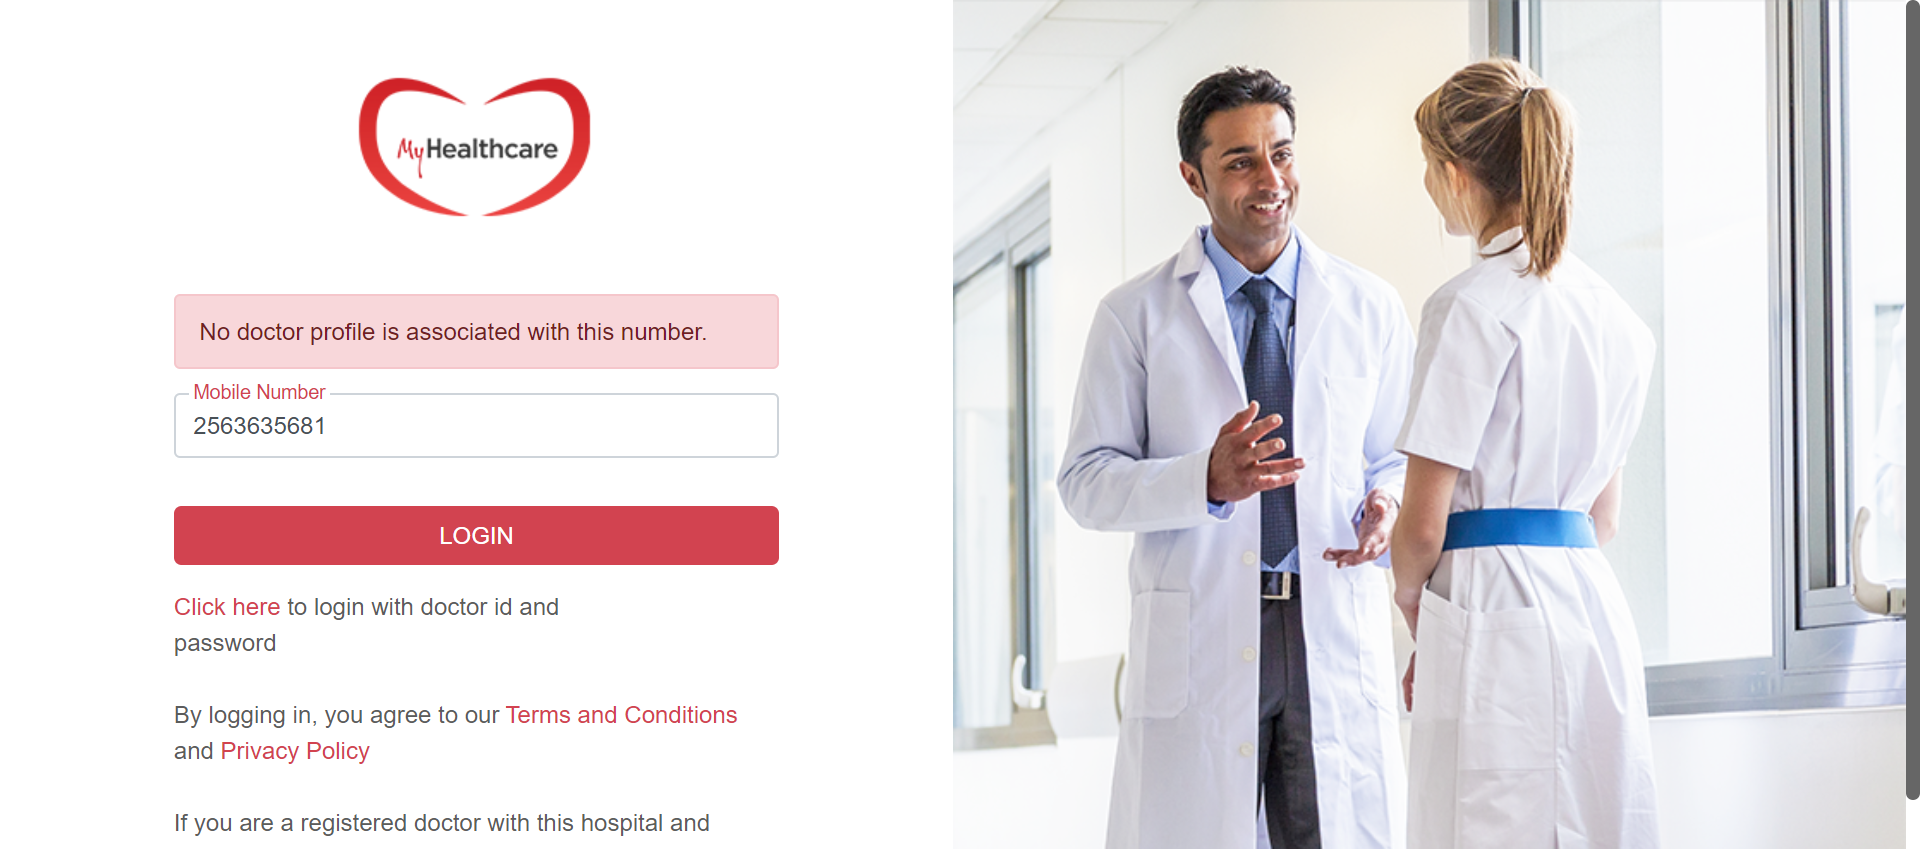 MyHealthcare
No doctor profile is associated with this number.
Mobile Number
2563635681
LOGIN
Click here to login with doctor id and
password
By logging in, you agree to our Terms and Conditions
and Privacy Policy
If you are a registered doctor with this hospital and